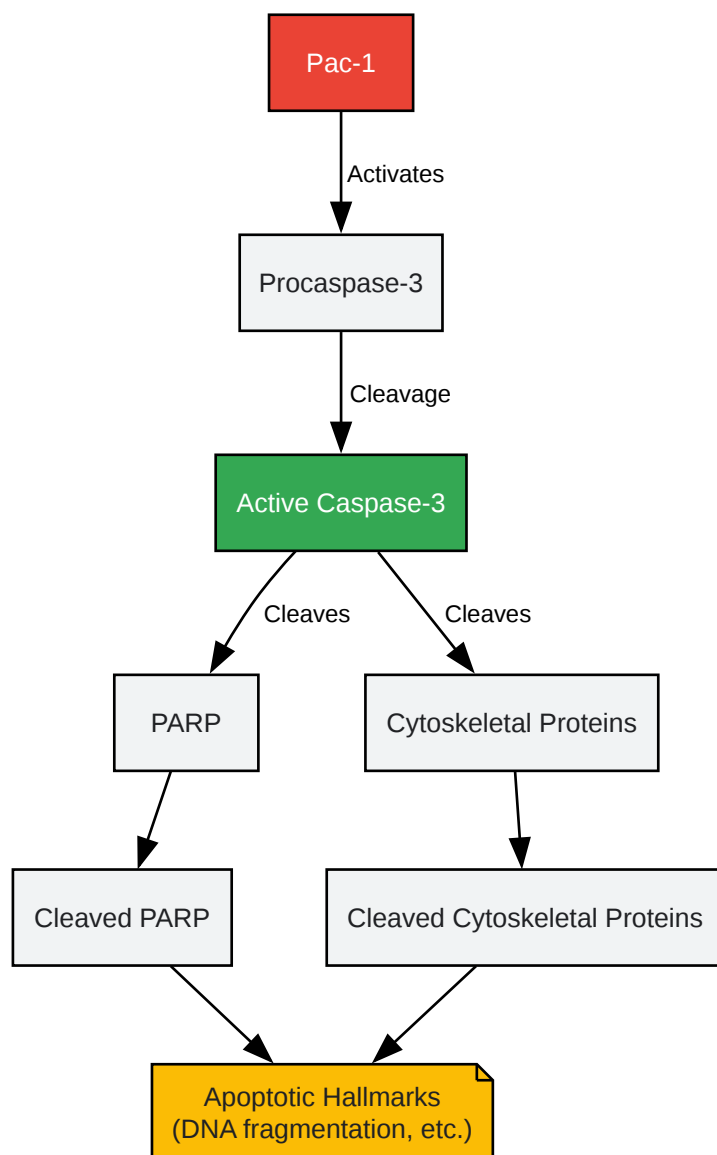 Pac-1
Activates
Procaspase-3
Cleavage
Active Caspase-3
Cleaves
Cleaves
PARP
Cytoskeletal Proteins
Cleaved PARP
Cleaved Cytoskeletal Proteins
Apoptotic Hallmarks
(DNA fragmentation, etc.)